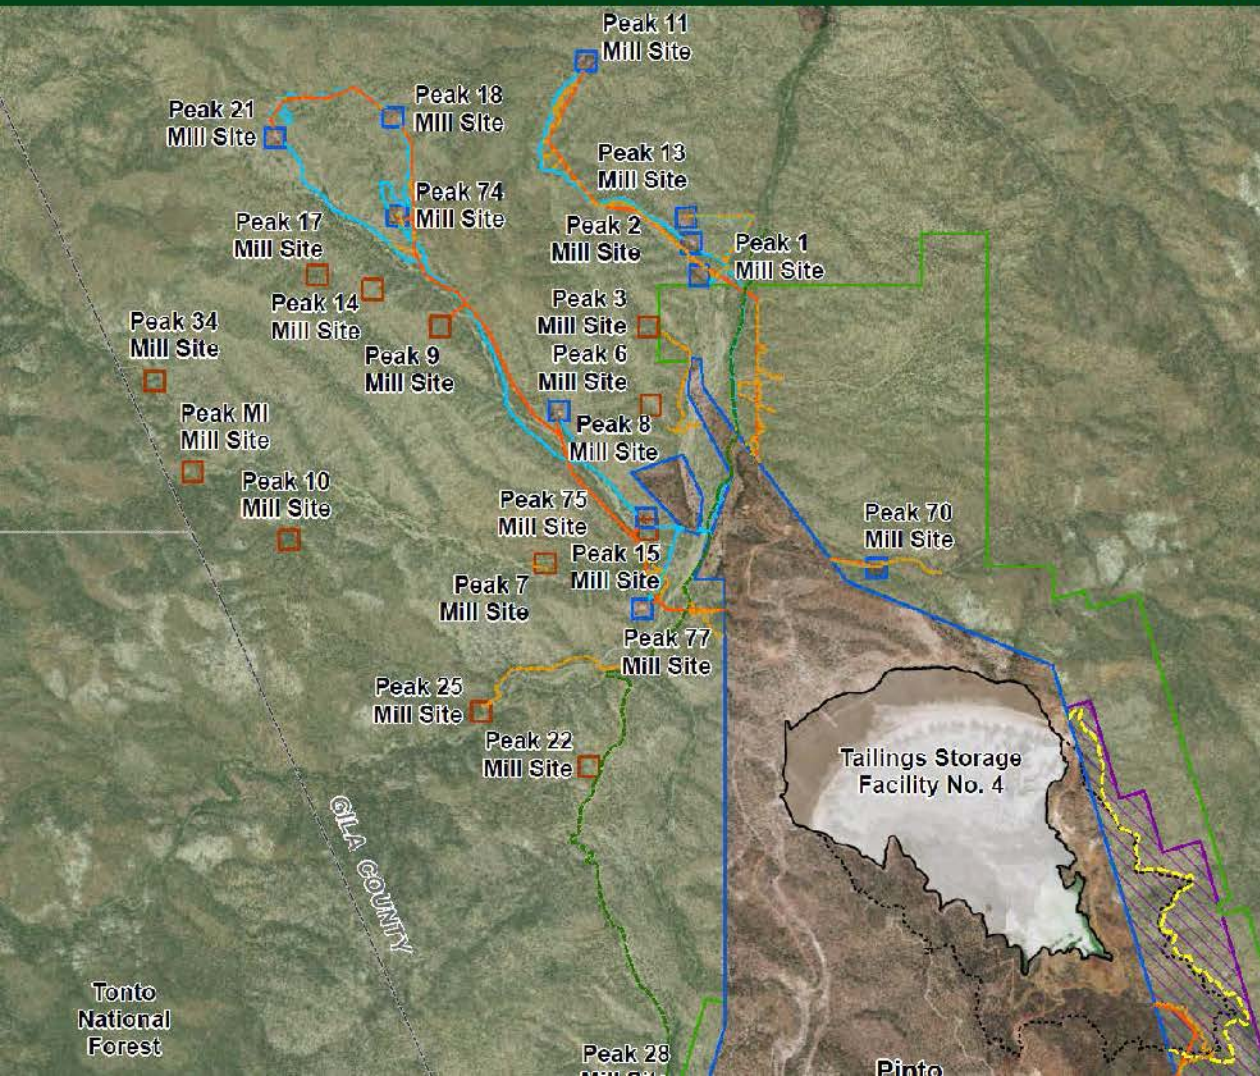 Peak 11
Mill Site
Peak 18
Mill Site
Peak 21
Mill Site
Peak 13
Mill Site
Peak 74
Mill Site
Peak 17
Mill Site
Peak 2
Mill Site
Peak 1
Mill Site
Peak 14
Mill Site
Peak 3
Mill Site
Peak 34
Mill Site
Peak 9
Mill Site
Peak 6
Mill Site
Peak MI
Mill Site
Peak 8
Mill Site
Peak 10
Mill Site
Peak 75
Mill Site
Peak 70
Mill Site
Peak 15
Mill Site
Peak 7
Mill Site
Peak 77
Mill Site
Peak 25
Mill Site
Peak 22
Mill Site
Tailings Storage
Facility No. 4
GILA COUNTY
Tonto
National
Forest
Peak 28
Mill Site
Pinto